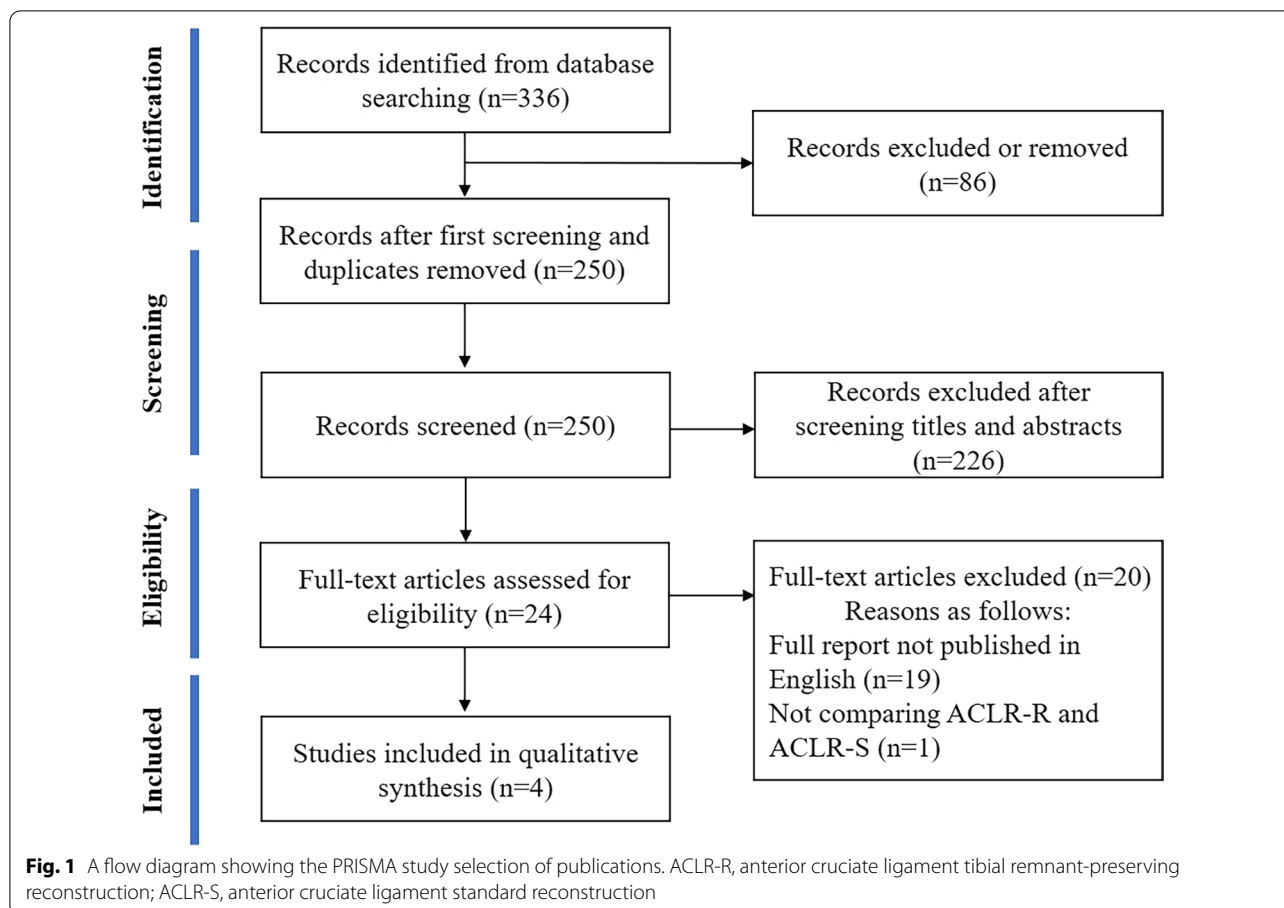 Identification
Records identified from database
searching (n=336)
Records excluded or removed
(n=86)
Records after first screening and
duplicates removed (n=250)
Screening
Records screened (n=250)
Records excluded after
screening titles and abstracts
(n=226)
Eligibility
Full-text articles assessed for
eligibility (n=24)
Full-text articles excluded (n=20)
Reasons as follows:
Full report not published in
English (n=19)
Not comparing ACLR-R and
ACLR-S (n=1)
Included
Studies included in qualitative
synthesis (n=4)
Fig. 1 A flow diagram showing the PRISMA study selection of publications. ACLR-R, anterior cruciate ligament tibial remnant-preserving
reconstruction; ACLR-S, anterior cruciate ligament standard reconstruction